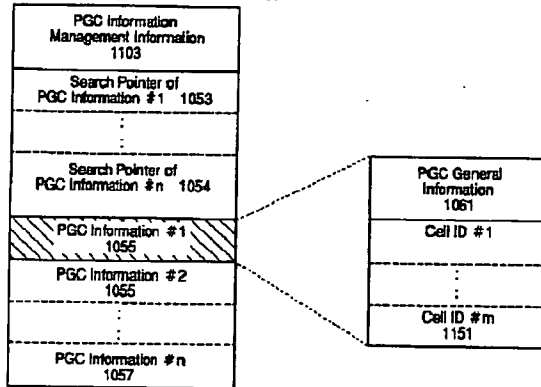 PGC Information
Management Information
1103
Search Pointer of
PGC Information #1 1053
Search Pointer of
PGC Information #n 1054
PGC Information #1
1055
PGC Information #2
1055
PGC Information #n
1057
PGC General
Information
1061
Cell ID #1
Cell ID #m
1151